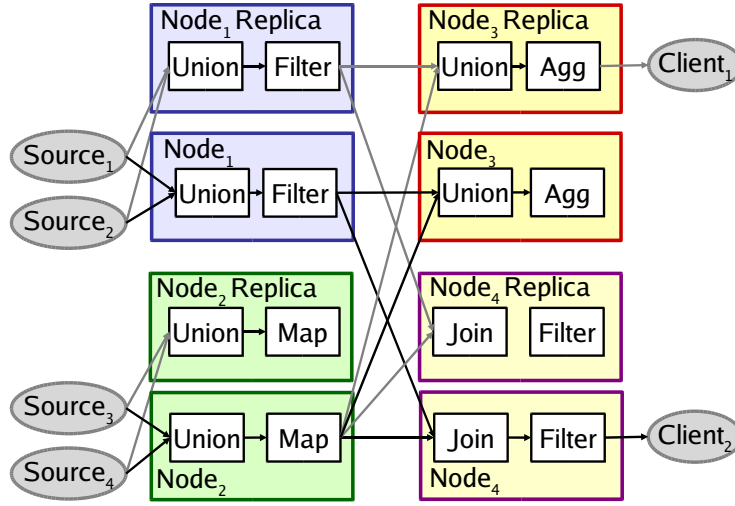 Node1 Replica
Union Filter
Node3 Replica
Union Agg
Client1
Source1
Source2
Node1
Union Filter
Node3
Union Agg
Node2 Replica
Union Map
Node4 Replica
Join Filter
Source3
Source4
Union Map
Node2
Join Filter
Node4
Client2